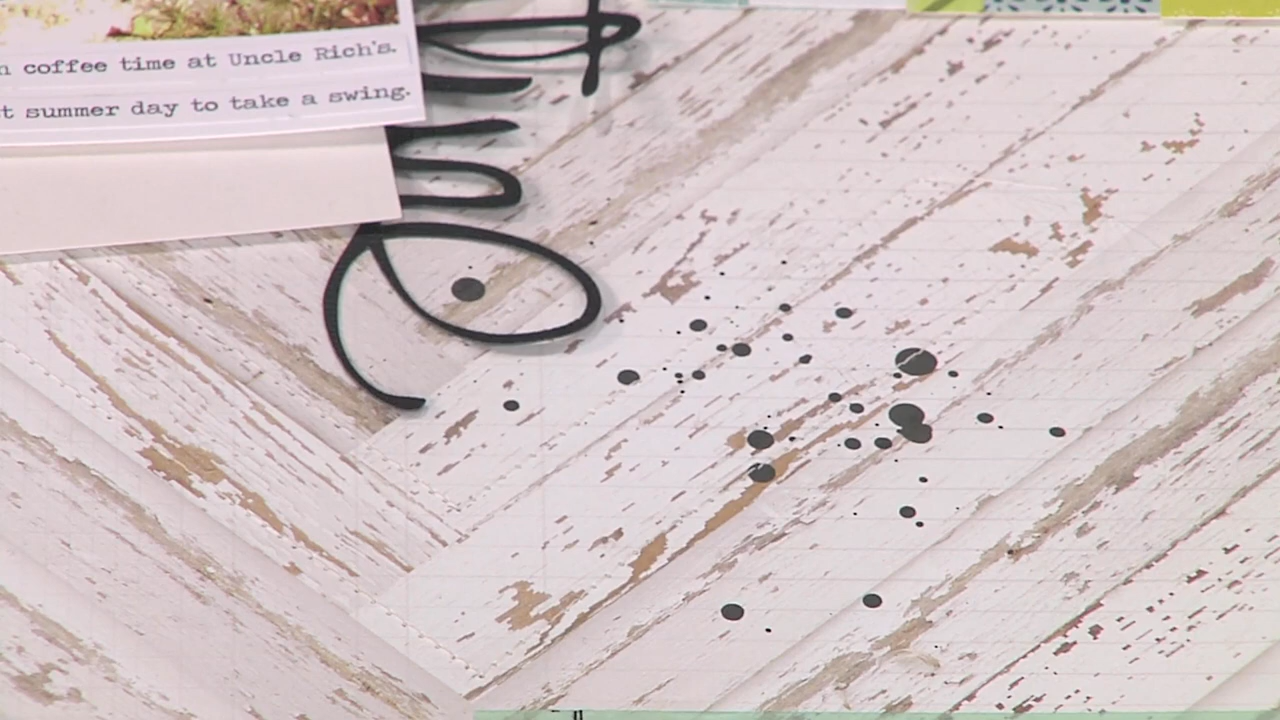 n coffee time at Uncle Rich's.
t summer day to take a swing.